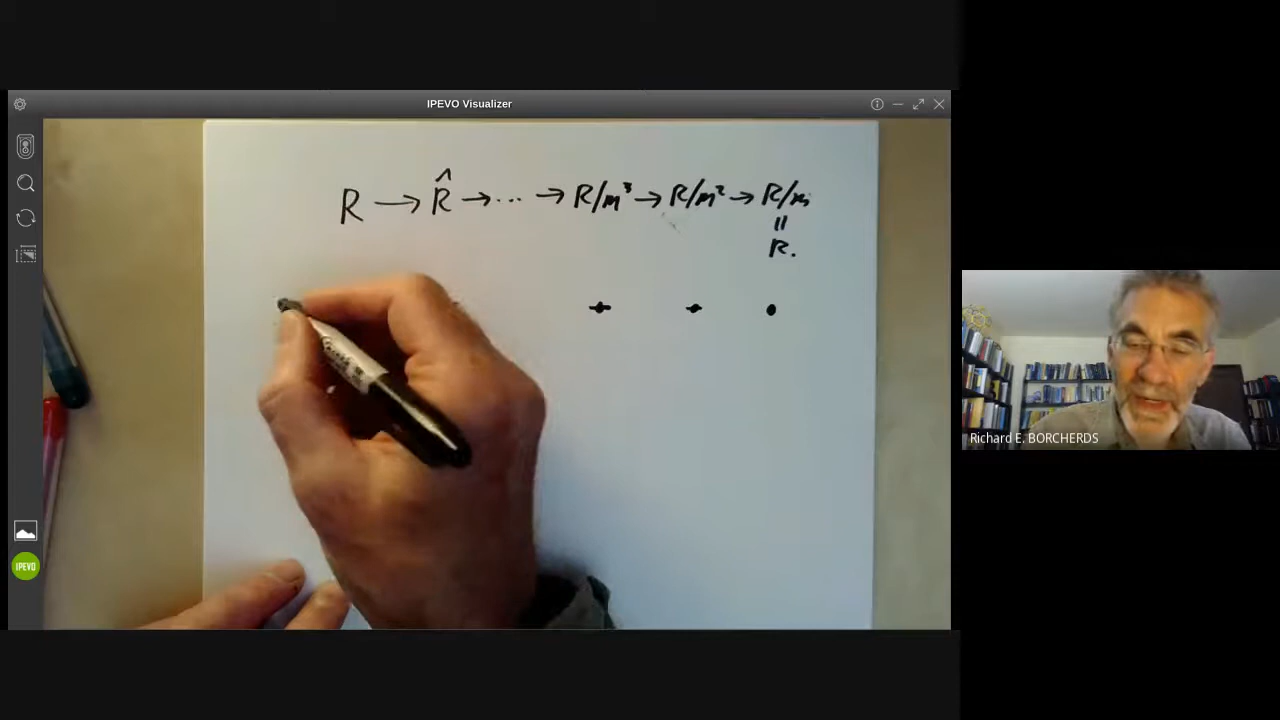 IPEVO Visualizer
R → R̂ → ... → R/m³ → R/m² → R/m
=
R.
IPEVO
Richard E. BORCHERDS